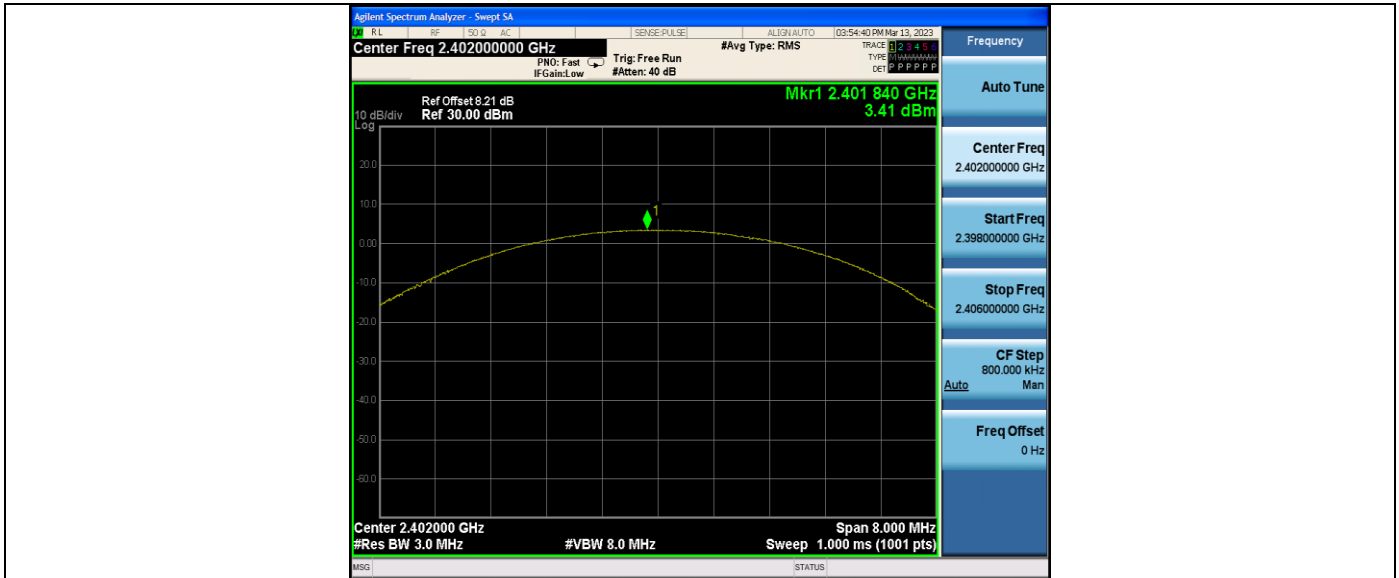 Agilent Spectrum Analyzer - Swept SA
RL RF 50 Ω AC SENSE:PULSE ALIGN AUTO 03:54:40 PM Mar 13, 2023
Center Freq 2.402000000 GHz
#Avg Type: RMS
TRACE 1 2 3 4 5 6
TYPE
DET P P P P P P
PNO: Fast
IFGain:Low
Trig: Free Run
#Atten: 40 dB
Mkr1 2.401 840 GHz
3.41 dBm
Ref Offset 8.21 dB
10 dB/div Ref 30.00 dBm
Log
20.0
10.0
1
0.00
-10.0
-20.0
-30.0
-40.0
-50.0
-60.0
Center 2.402000 GHz Span 8.000 MHz
#Res BW 3.0 MHz #VBW 8.0 MHz Sweep 1.000 ms (1001 pts)
MSG STATUS
Frequency
Auto Tune
Center Freq
2.402000000 GHz
Start Freq
2.398000000 GHz
Stop Freq
2.406000000 GHz
CF Step
800.000 kHz
Auto Man
Freq Offset
0 Hz